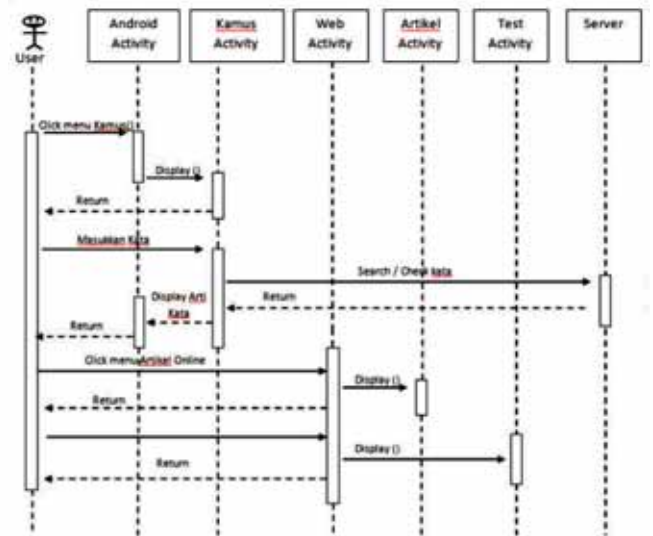 Android Activity
Kamus Activity
Web Activity
Artikel Activity
Test Activity
Server
User
Click menu Kamus()
Display ()
Return
Masukkan Kata
Search / Check kata
Display Arti Kata
Return
Return
Click menu Artikel Online
Display ()
Return
Display ()
Return